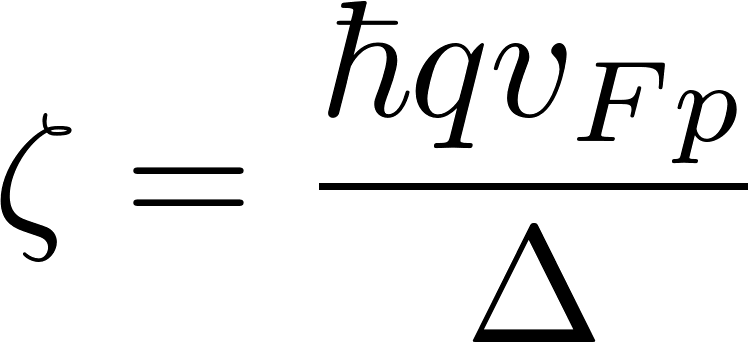 ζ = ħqv_{Fp} / Δ